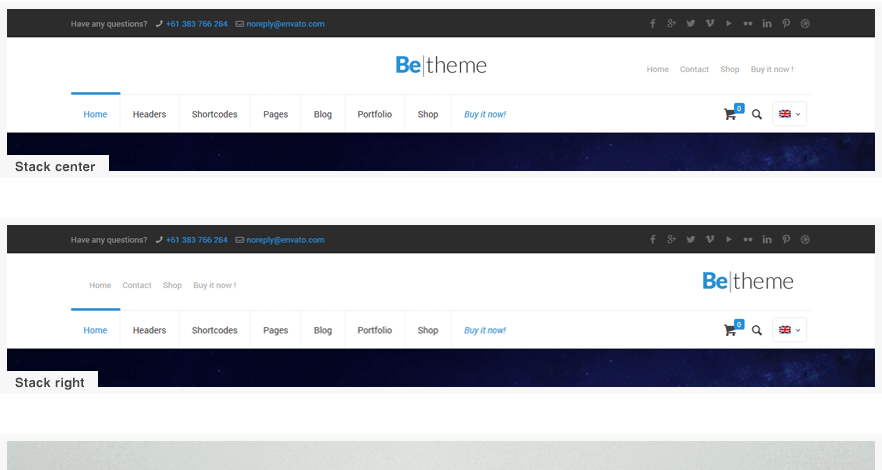 Have any questions? +61 383 766 284 noreply@envato.com
Be|theme
Home Contact Shop Buy it now !
Home Headers Shortcodes Pages Blog Portfolio Shop Buy it now! 0
Stack center
Have any questions? +61 383 766 284 noreply@envato.com
Home Contact Shop Buy it now !
Be|theme
Home Headers Shortcodes Pages Blog Portfolio Shop Buy it now! 0
Stack right